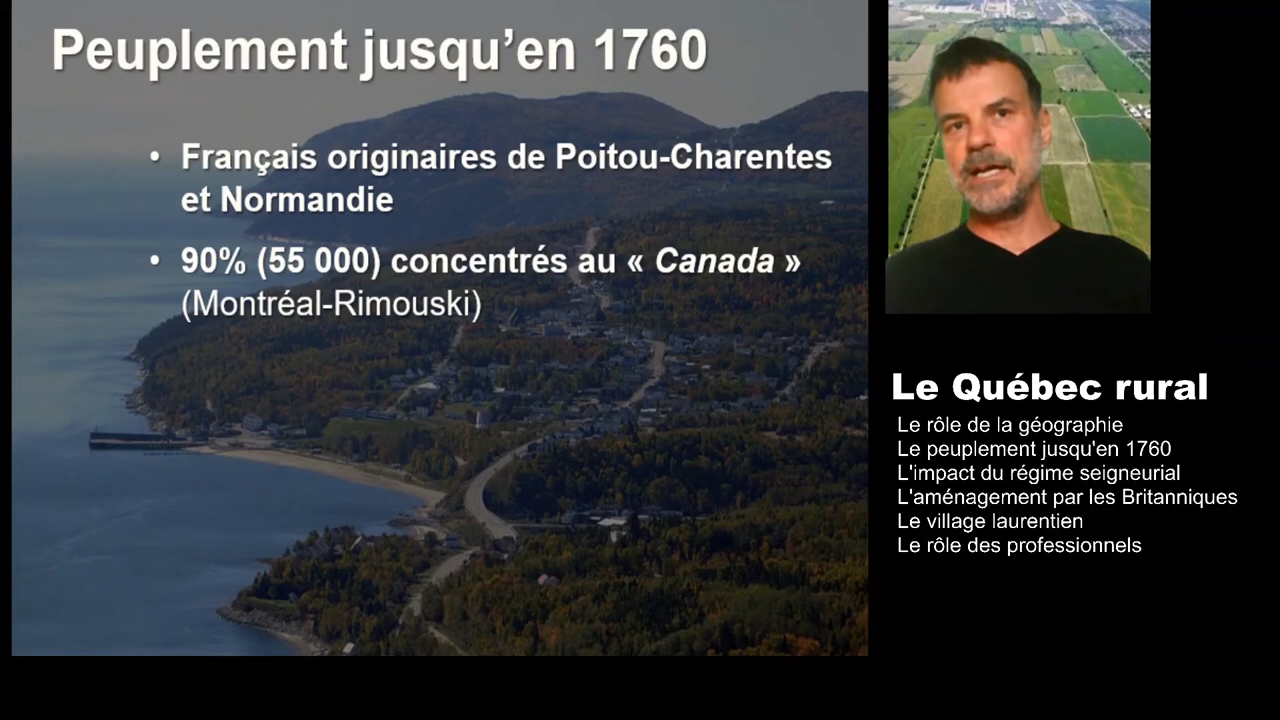 Peuplement jusqu’en 1760
• Français originaires de Poitou-Charentes
et Normandie
• 90% (55 000) concentrés au « Canada »
(Montréal-Rimouski)
Le Québec rural
Le rôle de la géographie
Le peuplement jusqu'en 1760
L'impact du régime seigneurial
L'aménagement par les Britanniques
Le village laurentien
Le rôle des professionnels